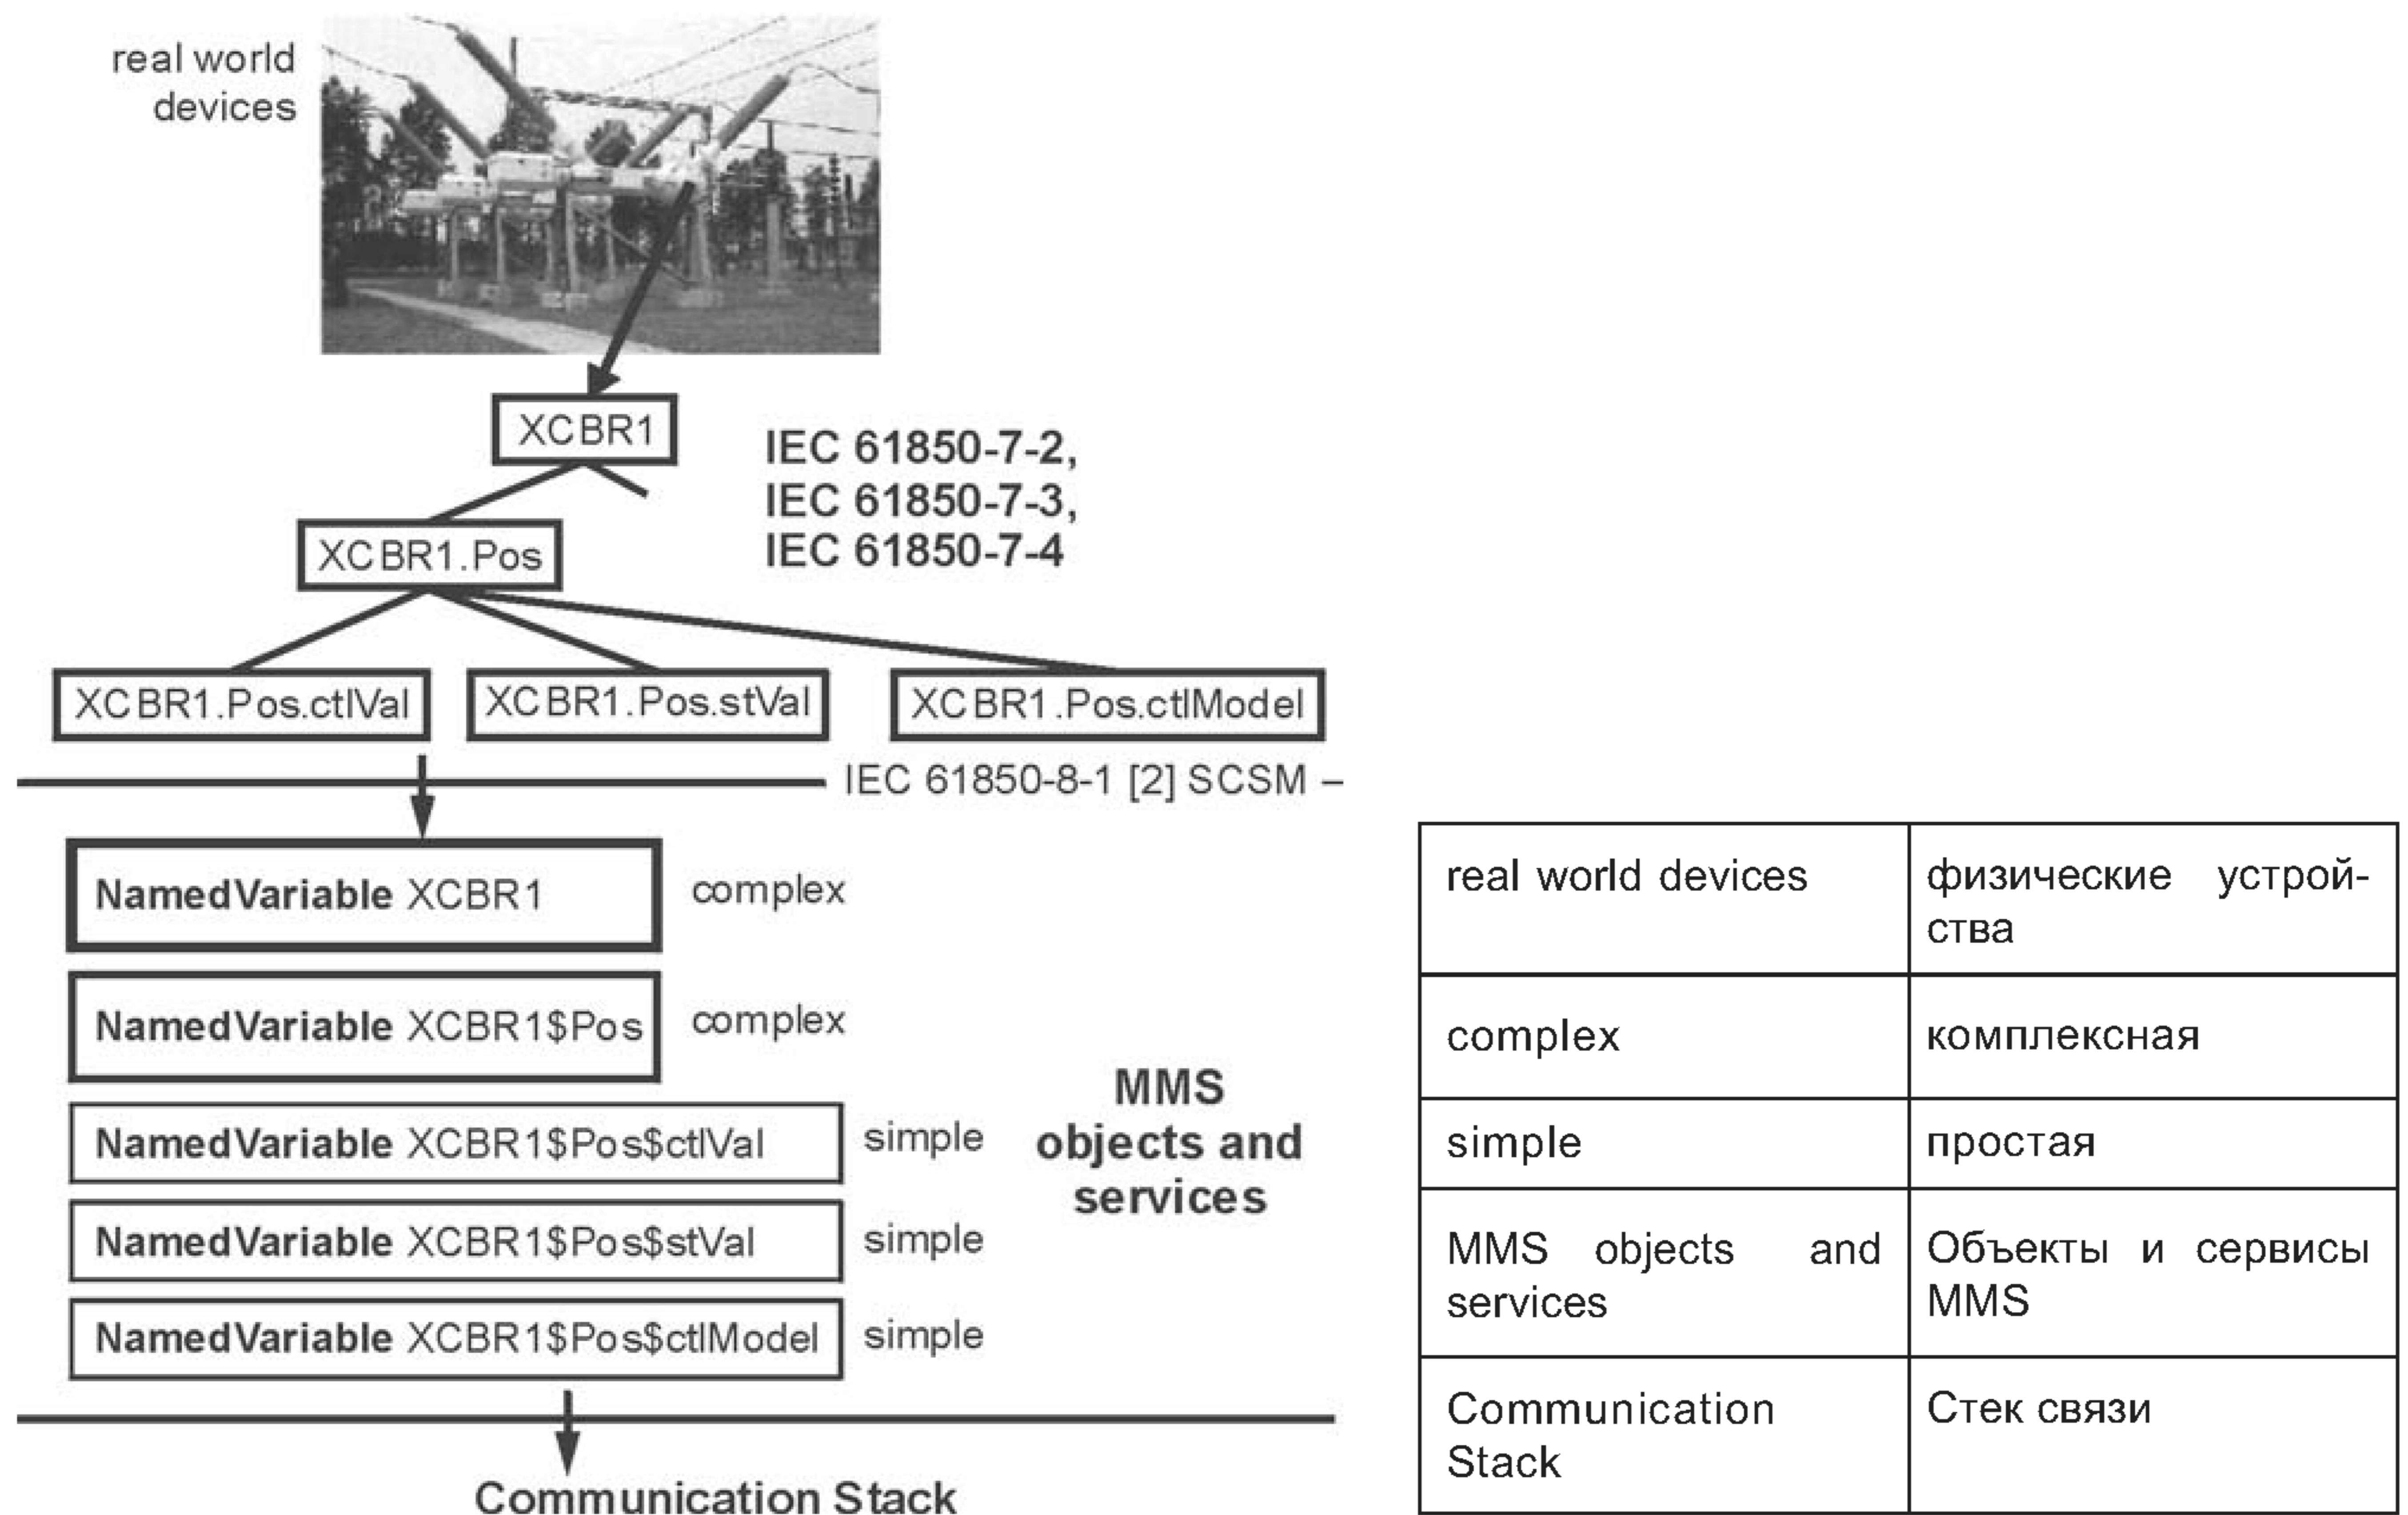 real world
devices
XCBR1
IEC 61850-7-2,
IEC 61850-7-3,
IEC 61850-7-4
XCBR1.Pos
XCBR1.Pos.ctlVal
XCBR1.Pos.stVal
XCBR1.Pos.ctlModel
IEC 61850-8-1 [2] SCSM –
NamedVariable XCBR1
complex
NamedVariable XCBR1$Pos
complex
NamedVariable XCBR1$Pos$ctlVal
simple
NamedVariable XCBR1$Pos$stVal
simple
NamedVariable XCBR1$Pos$ctlModel
simple
MMS
objects and
services
Communication Stack
real world devices
физические устрой-
ства
complex
комплексная
simple
простая
MMS objects and
services
Объекты и сервисы
MMS
Communication
Stack
Стек связи